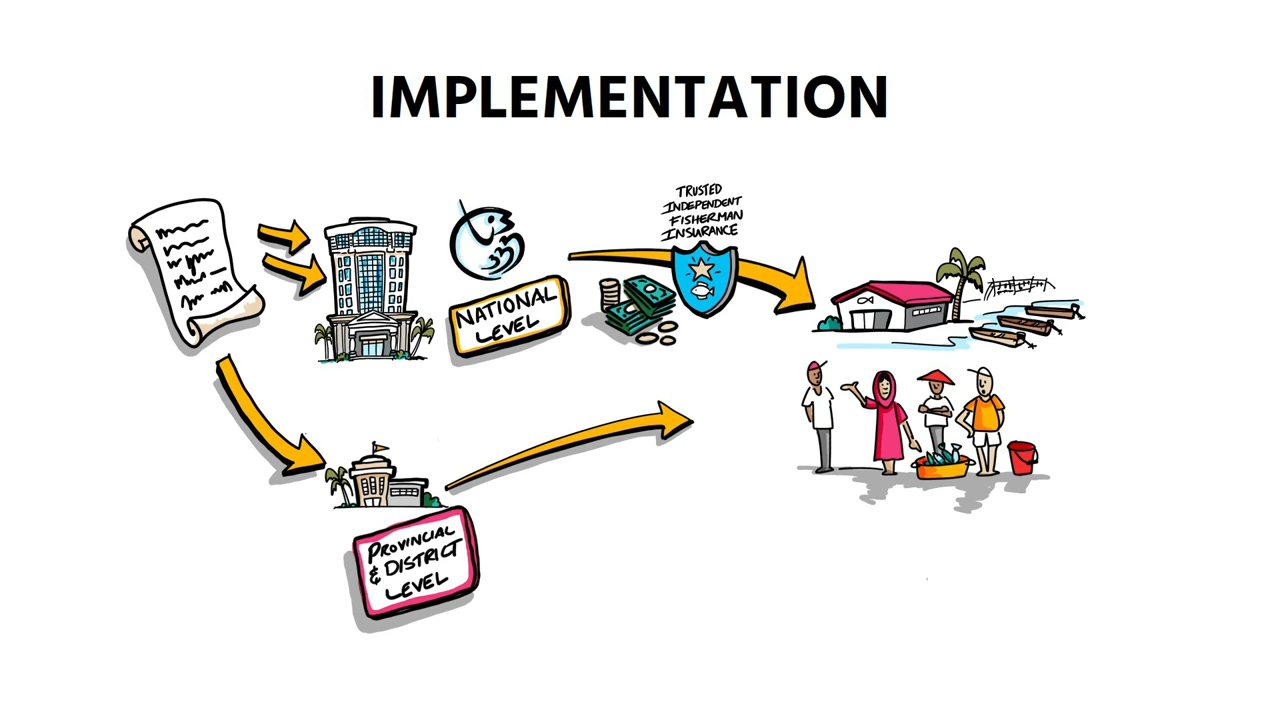 IMPLEMENTATION
TRUSTED
INDEPENDENT
FISHERMAN
INSURANCE
NATIONAL
LEVEL
PROVINCIAL
& DISTRICT
LEVEL